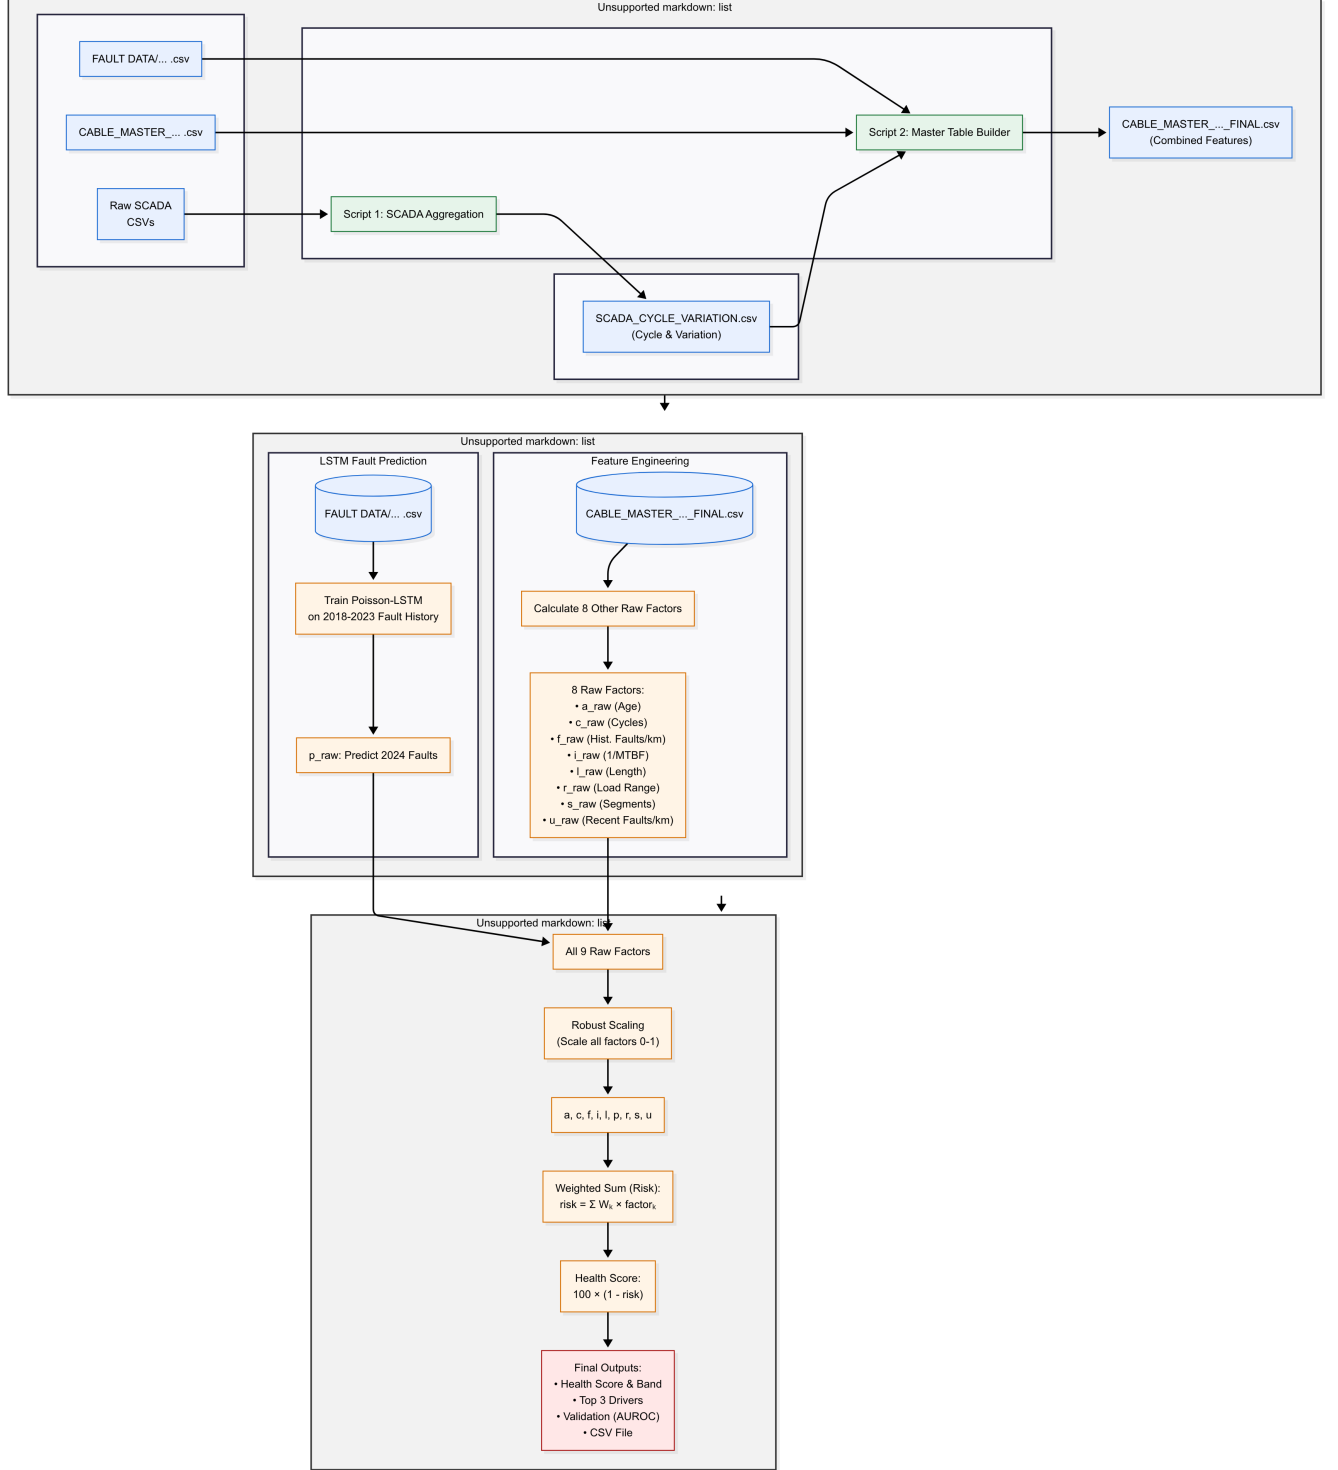 Unsupported markdown: list
FAULT DATA/... .csv
CABLE_MASTER_... .csv
Raw SCADA
CSVs
Script 1: SCADA Aggregation
Script 2: Master Table Builder
CABLE_MASTER_..._FINAL.csv
(Combined Features)
SCADA_CYCLE_VARIATION.csv
(Cycle & Variation)
Unsupported markdown: list
LSTM Fault Prediction
FAULT DATA/... .csv
Train Poisson-LSTM
on 2018-2023 Fault History
p_raw: Predict 2024 Faults
Feature Engineering
CABLE_MASTER_..._FINAL.csv
Calculate 8 Other Raw Factors
8 Raw Factors:
• a_raw (Age)
• c_raw (Cycles)
• f_raw (Hist. Faults/km)
• i_raw (1/MTBF)
• l_raw (Length)
• r_raw (Load Range)
• s_raw (Segments)
• u_raw (Recent Faults/km)
Unsupported markdown: list
All 9 Raw Factors
Robust Scaling
(Scale all factors 0-1)
a, c, f, i, l, p, r, s, u
Weighted Sum (Risk):
risk = Σ Wₖ × factorₖ
Health Score:
100 × (1 - risk)
Final Outputs:
• Health Score & Band
• Top 3 Drivers
• Validation (AUROC)
• CSV File